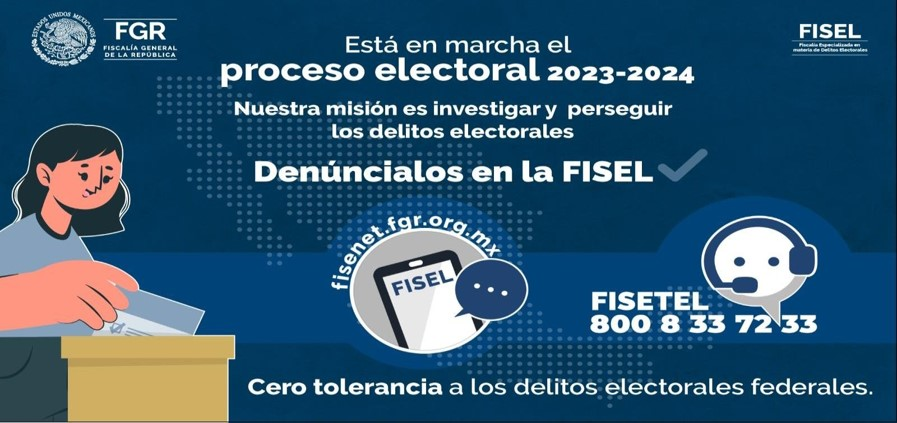 ESTADOS UNIDOS MEXICANOS
FGR
FISCALÍA GENERAL
DE LA REPÚBLICA
FISEL
Fiscalía Especializada en
materia de Delitos Electorales
Está en marcha el
proceso electoral 2023-2024
Nuestra misión es investigar y perseguir
los delitos electorales
Denúncialos en la FISEL
fisenet.fgr.org.mx
FISEL
FISETEL
800 8 33 72 33
Cero tolerancia a los delitos electorales federales.